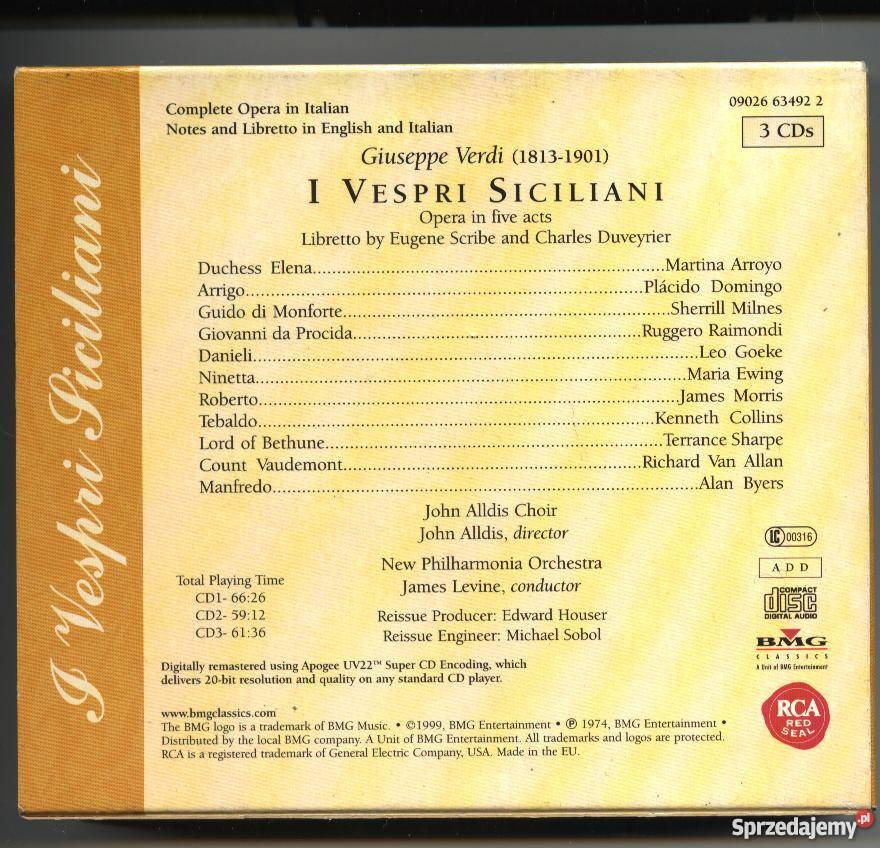 I Vespri Siciliani
Complete Opera in Italian
Notes and Libretto in English and Italian
09026 63492 2
3 CDs
Giuseppe Verdi (1813-1901)
I VESPRI SICILIANI
Opera in five acts
Libretto by Eugene Scribe and Charles Duveyrier
Duchess Elena..........Martina Arroyo
Arrigo..........Plácido Domingo
Guido di Monforte..........Sherrill Milnes
Giovanni da Procida..........Ruggero Raimondi
Danieli..........Leo Goeke
Ninetta..........Maria Ewing
Roberto..........James Morris
Tebaldo..........Kenneth Collins
Lord of Bethune..........Terrance Sharpe
Count Vaudemont..........Richard Van Allan
Manfredo..........Alan Byers
John Alldis Choir
John Alldis, director
New Philharmonia Orchestra
James Levine, conductor
Reissue Producer: Edward Houser
Reissue Engineer: Michael Sobol
Total Playing Time
CD1- 66:26
CD2- 59:12
CD3- 61:36
LC 00316
ADD
COMPACT
disc
DIGITAL AUDIO
BMG
CLASSICS
A Unit of BMG Entertainment
RCA
RED
SEAL
Digitally remastered using Apogee UV22™ Super CD Encoding, which
delivers 20-bit resolution and quality on any standard CD player.
www.bmgclassics.com
The BMG logo is a trademark of BMG Music. • ©1999, BMG Entertainment • ℗ 1974, BMG Entertainment •
Distributed by the local BMG company. A Unit of BMG Entertainment. All trademarks and logos are protected.
RCA is a registered trademark of General Electric Company, USA. Made in the EU.
Sprzedajemy.pl